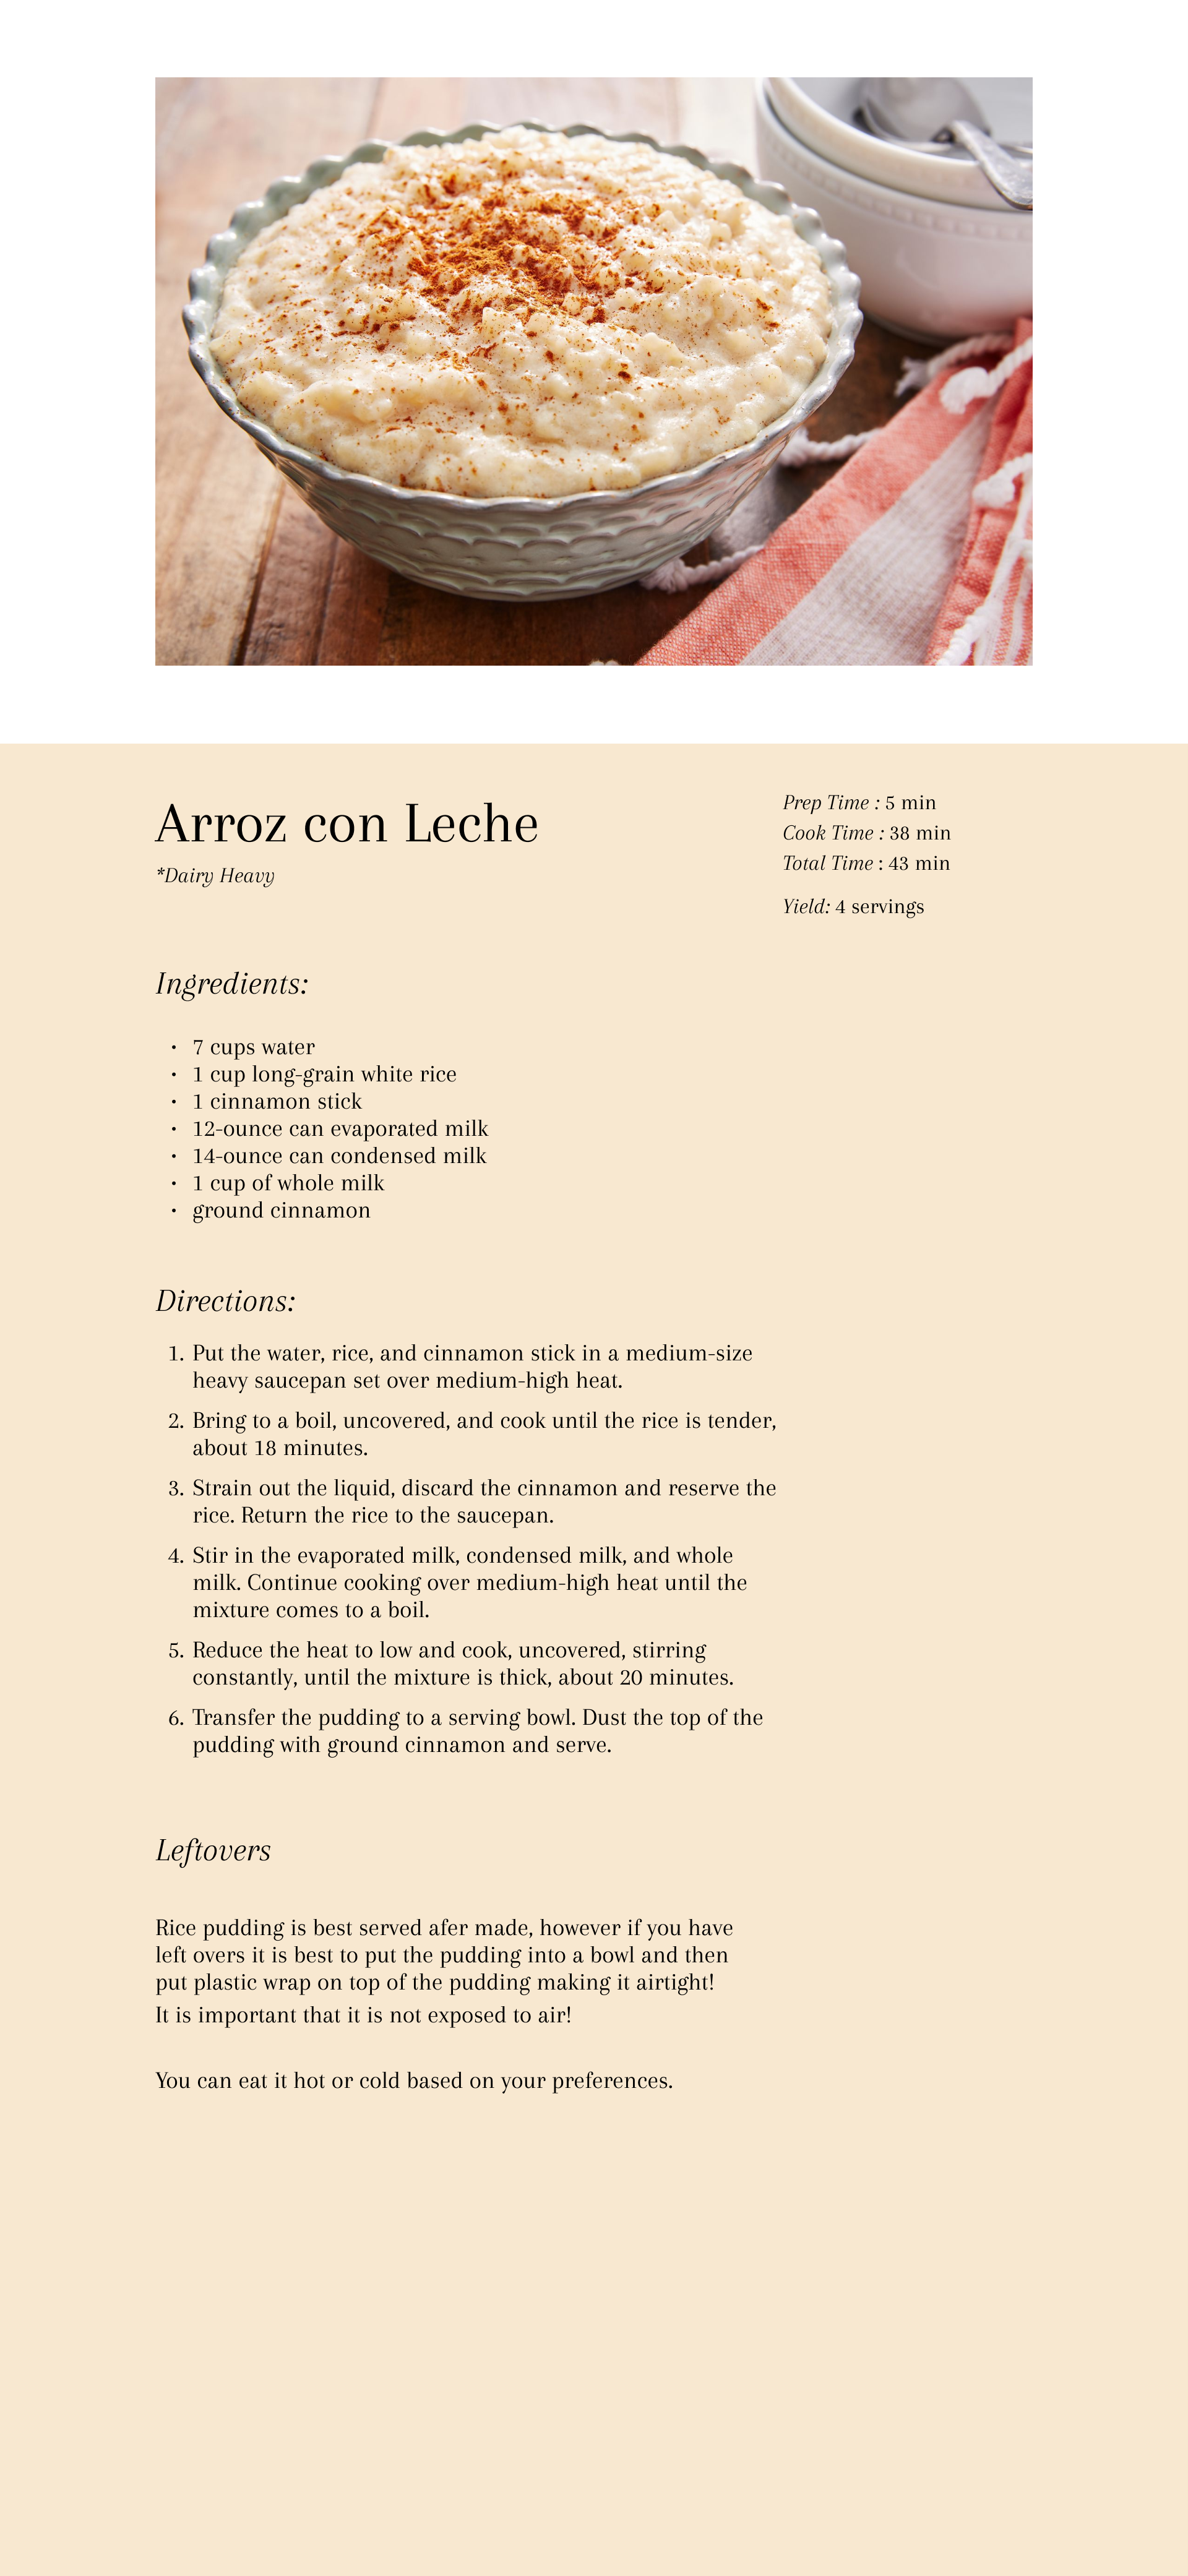 Arroz con Leche
*Dairy Heavy
Prep Time : 5 min
Cook Time : 38 min
Total Time : 43 min
Yield: 4 servings
Ingredients:
• 7 cups water
• 1 cup long-grain white rice
• 1 cinnamon stick
• 12-ounce can evaporated milk
• 14-ounce can condensed milk
• 1 cup of whole milk
• ground cinnamon
Directions:
1. Put the water, rice, and cinnamon stick in a medium-size
heavy saucepan set over medium-high heat.
2. Bring to a boil, uncovered, and cook until the rice is tender,
about 18 minutes.
3. Strain out the liquid, discard the cinnamon and reserve the
rice. Return the rice to the saucepan.
4. Stir in the evaporated milk, condensed milk, and whole
milk. Continue cooking over medium-high heat until the
mixture comes to a boil.
5. Reduce the heat to low and cook, uncovered, stirring
constantly, until the mixture is thick, about 20 minutes.
6. Transfer the pudding to a serving bowl. Dust the top of the
pudding with ground cinnamon and serve.
Leftovers
Rice pudding is best served afer made, however if you have
left overs it is best to put the pudding into a bowl and then
put plastic wrap on top of the pudding making it airtight!
It is important that it is not exposed to air!
You can eat it hot or cold based on your preferences.